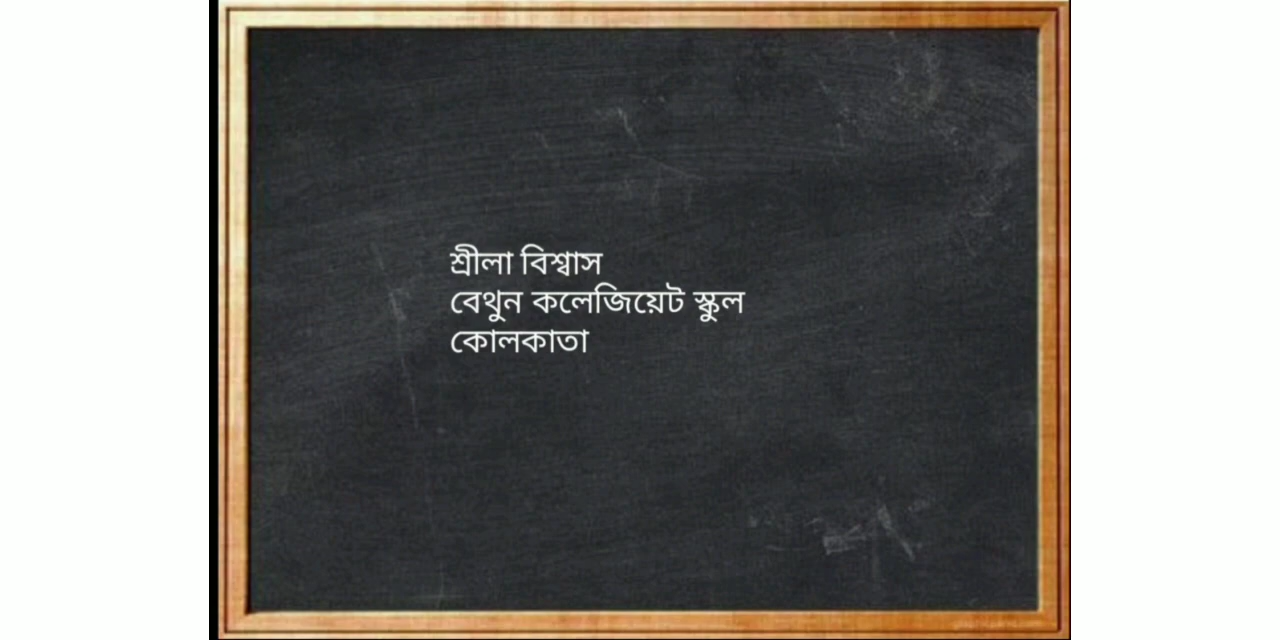 শ্রীলা বিশ্বাস
বেথুন কলেজিয়েট স্কুল
কোলকাতা